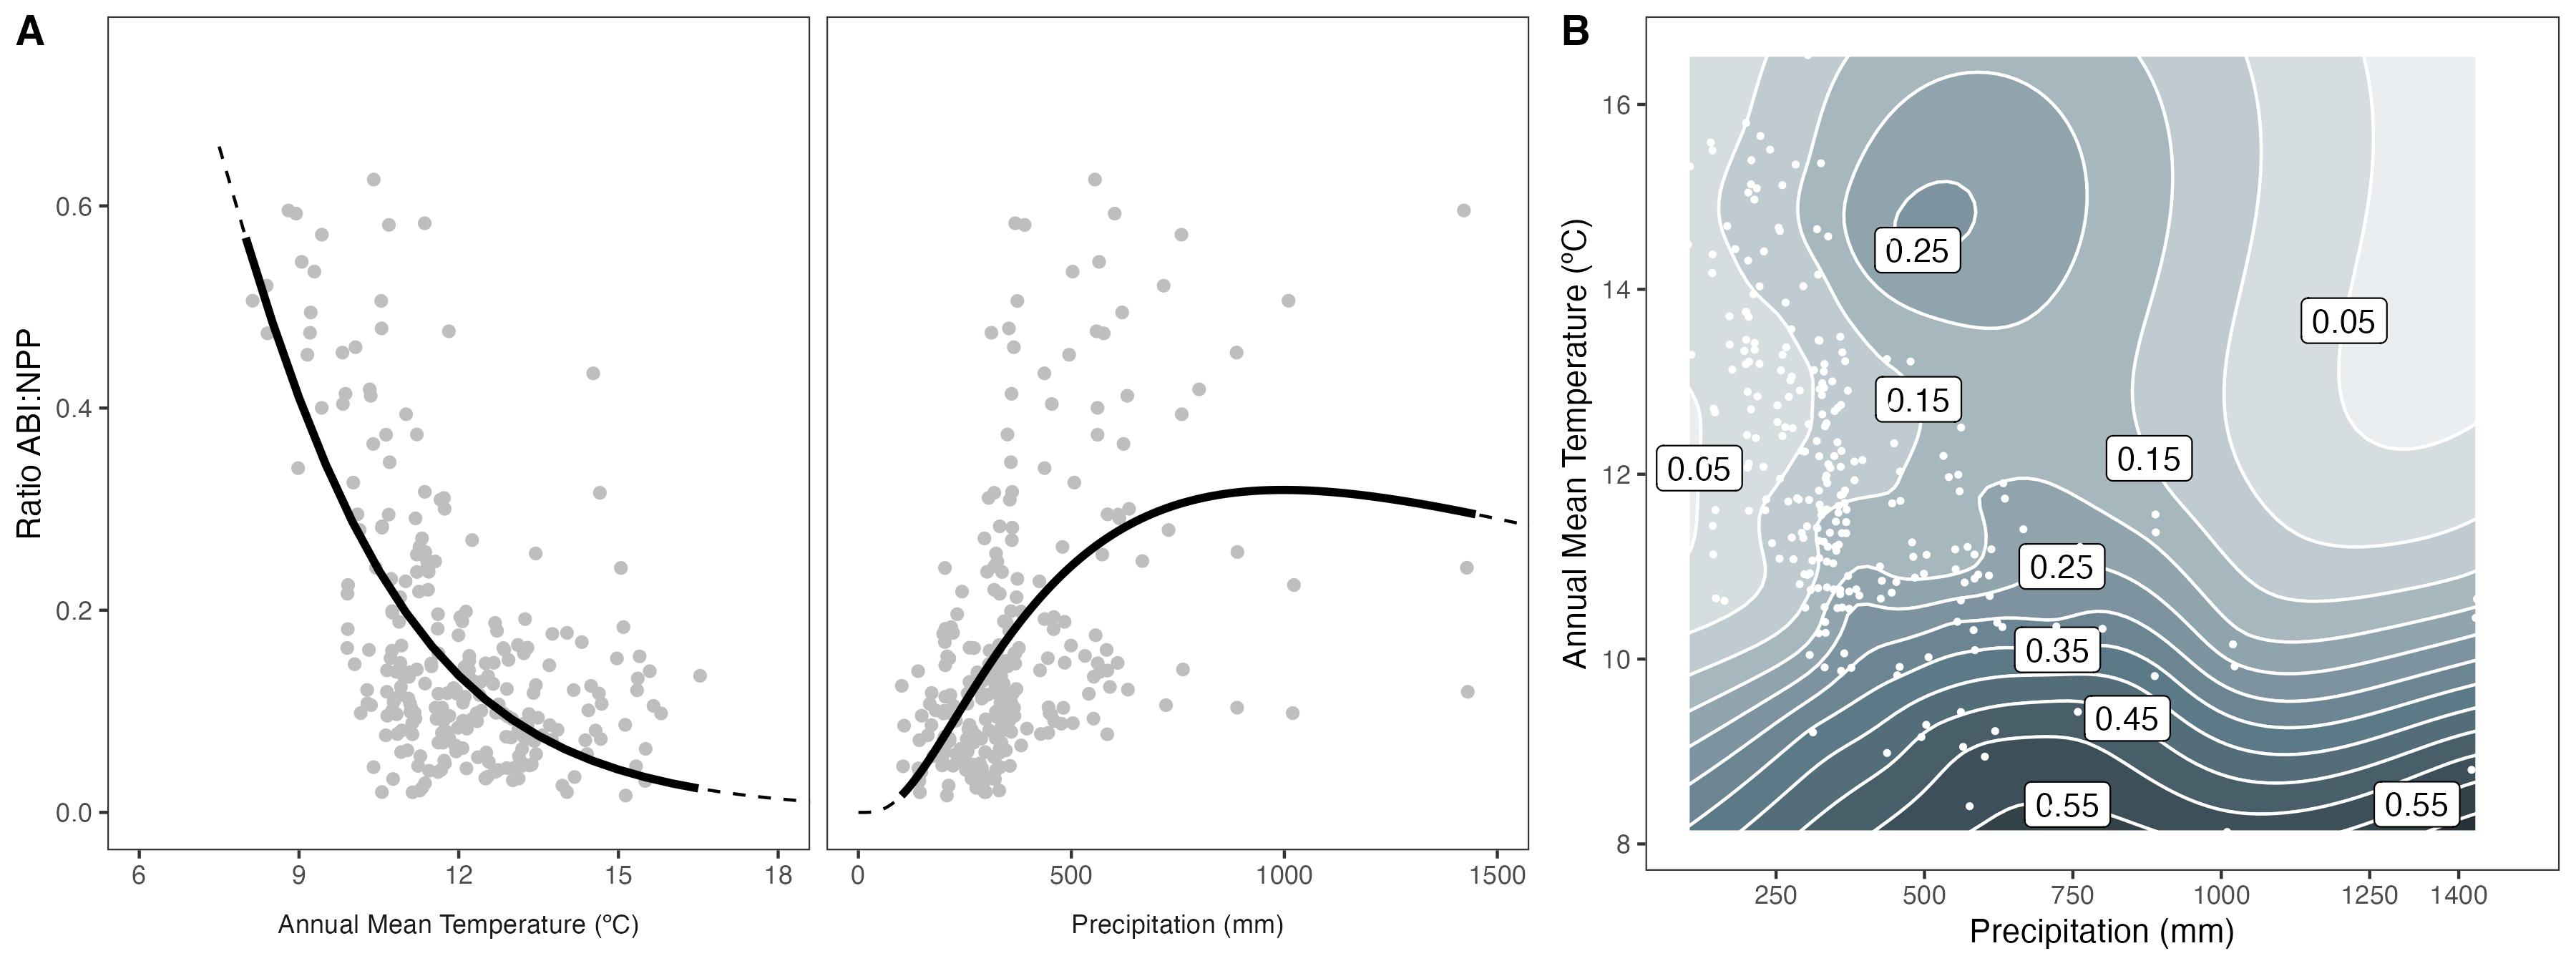 A
B
Ratio ABI:NPP
0.6
0.4
0.2
0.0
6 9 12 15 18
Annual Mean Temperature (ºC)
0 500 1000 1500
Precipitation (mm)
Annual Mean Temperature (ºC)
16
14
12
10
8
0.25
0.05
0.15
0.15
0.05
0.25
0.35
0.45
0.55
0.55
250 500 750 1000 1250 1400
Precipitation (mm)